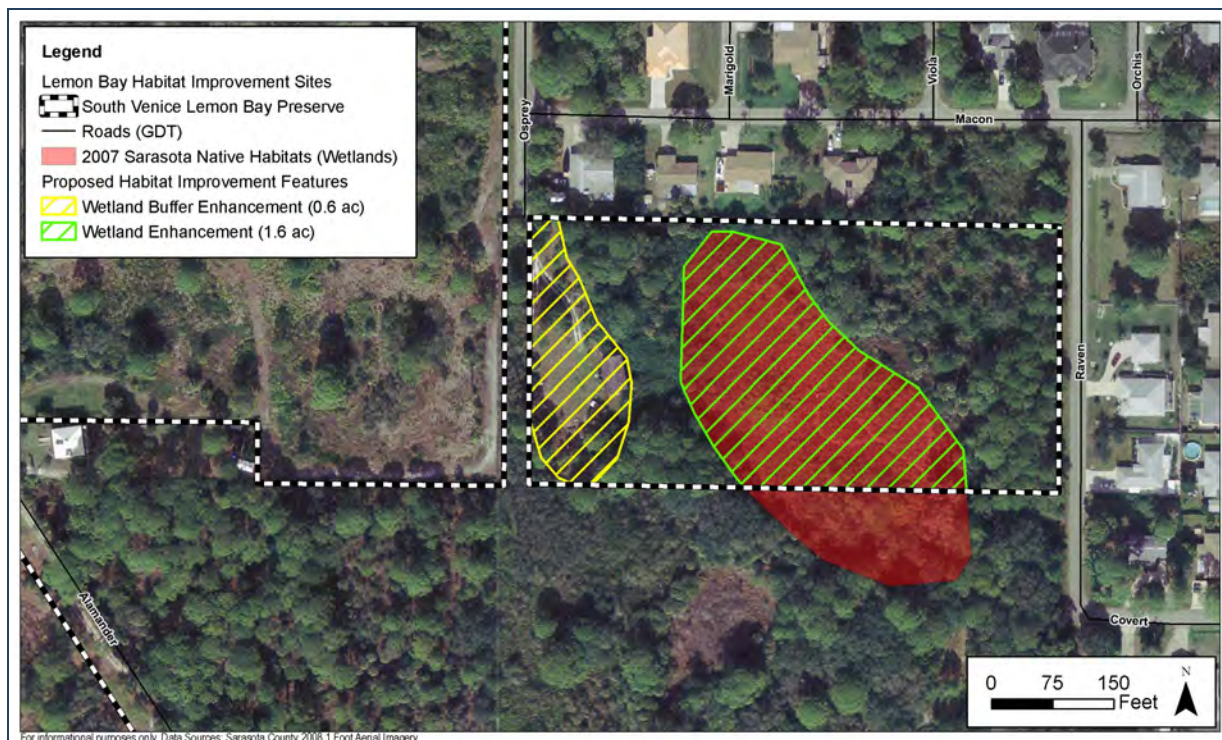 Legend
Lemon Bay Habitat Improvement Sites
South Venice Lemon Bay Preserve
Roads (GDT)
2007 Sarasota Native Habitats (Wetlands)
Proposed Habitat Improvement Features
Wetland Buffer Enhancement (0.6 ac)
Wetland Enhancement (1.6 ac)
Osprey
Marigold
Viola
Orchis
Macon
Raven
Alamander
Covert
N
0 75 150
Feet
For informational purposes only. Data Sources: Sarasota County 2008 1 Foot Aerial Imagery